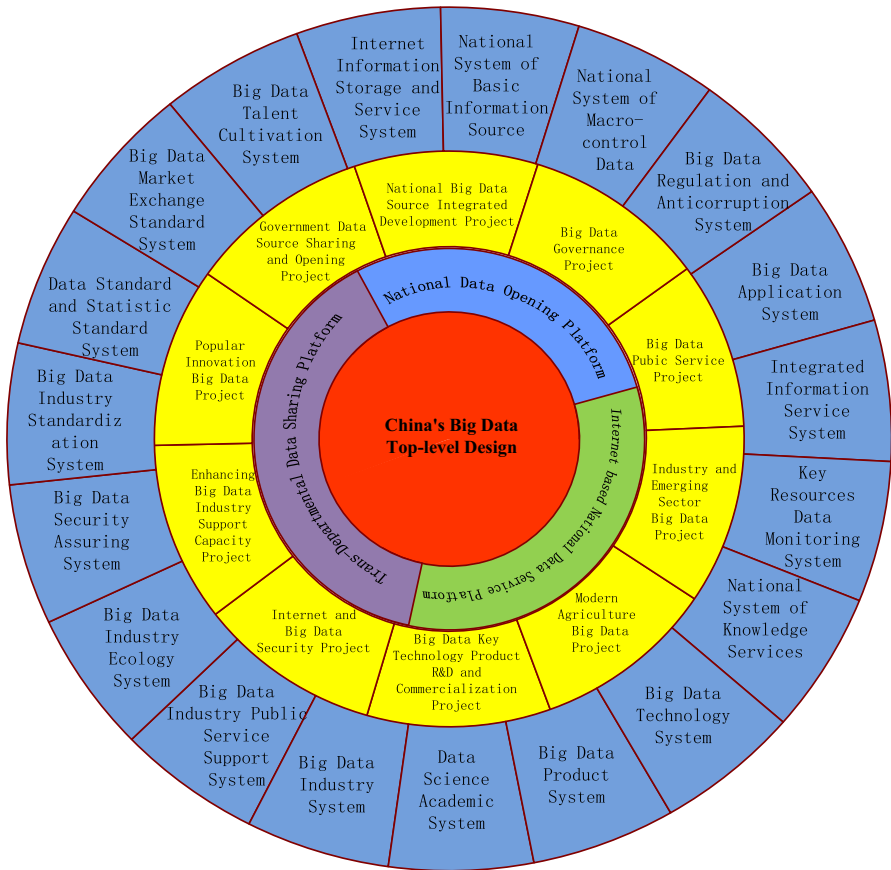 China's Big Data
Top-level Design
National Data Opening Platform
Internet based National Data Service Platform
Trans-Departmental Data Sharing Platform
National Big Data
Source Integrated
Development Project
Big Data
Governance
Project
Big Data
Pubic Service
Project
Industry and
Emerging
Sector
Big Data
Project
Modern
Agriculture
Big Data
Project
Big Data Key
Technology Product
R&D and
Commercialization
Project
Internet and
Big Data
Security Project
Enhancing
Big Data
Industry
Support
Capacity
Project
Popular
Innovation
Big Data
Project
Government Data
Source Sharing
and Opening
Project
National
System of
Basic
Information
Source
National
System of
Macro-
control
Data
Big Data
Regulation and
Anticorruption
System
Big Data
Application
System
Integrated
Information
Service
System
Key
Resources
Data
Monitoring
System
National
System of
Knowledge
Services
Big Data
Technology
System
Big Data
Product
System
Data
Science
Academic
System
Big Data
Industry
System
Big Data
Industry Public
Service
Support
System
Big Data
Industry
Ecology
System
Big Data
Security
Assuring
System
Big Data
Industry
Standardiz
ation
System
Data Standard
and Statistic
Standard
System
Big Data
Market
Exchange
Standard
System
Big Data
Talent
Cultivation
System
Internet
Information
Storage and
Service
System